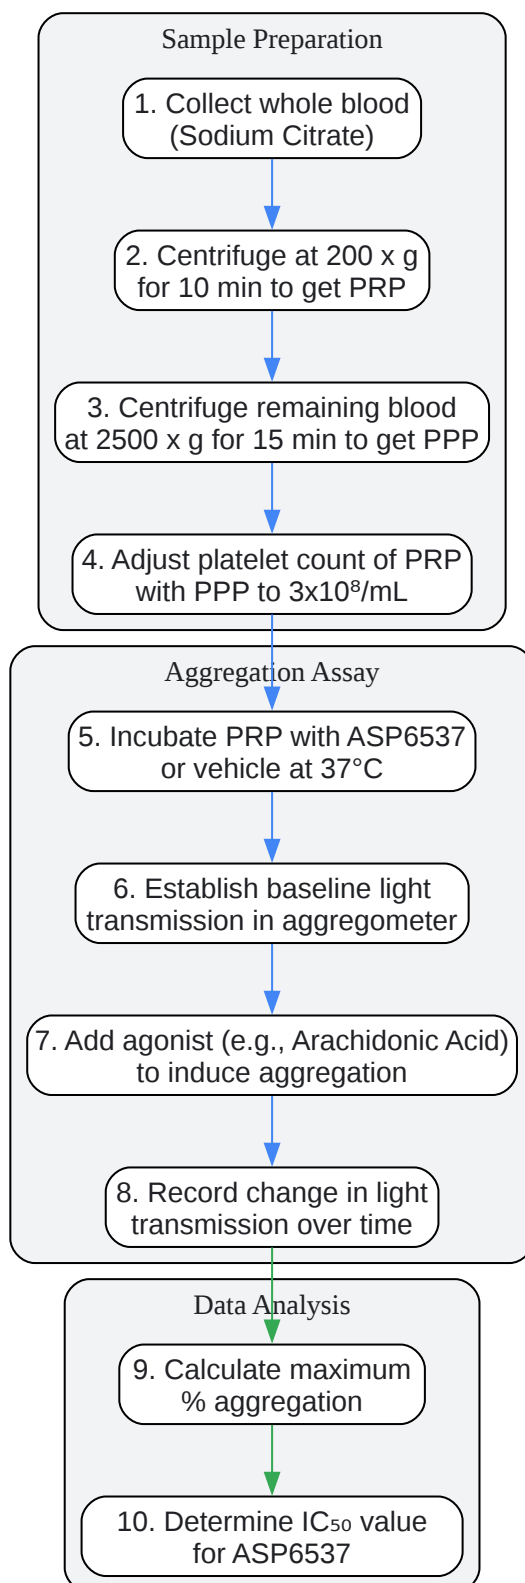 Sample Preparation
1. Collect whole blood
(Sodium Citrate)
2. Centrifuge at 200 x g
for 10 min to get PRP
3. Centrifuge remaining blood
at 2500 x g for 15 min to get PPP
4. Adjust platelet count of PRP
with PPP to 3x10⁸/mL
Aggregation Assay
5. Incubate PRP with ASP6537
or vehicle at 37°C
6. Establish baseline light
transmission in aggregometer
7. Add agonist (e.g., Arachidonic Acid)
to induce aggregation
8. Record change in light
transmission over time
Data Analysis
9. Calculate maximum
% aggregation
10. Determine IC₅₀ value
for ASP6537